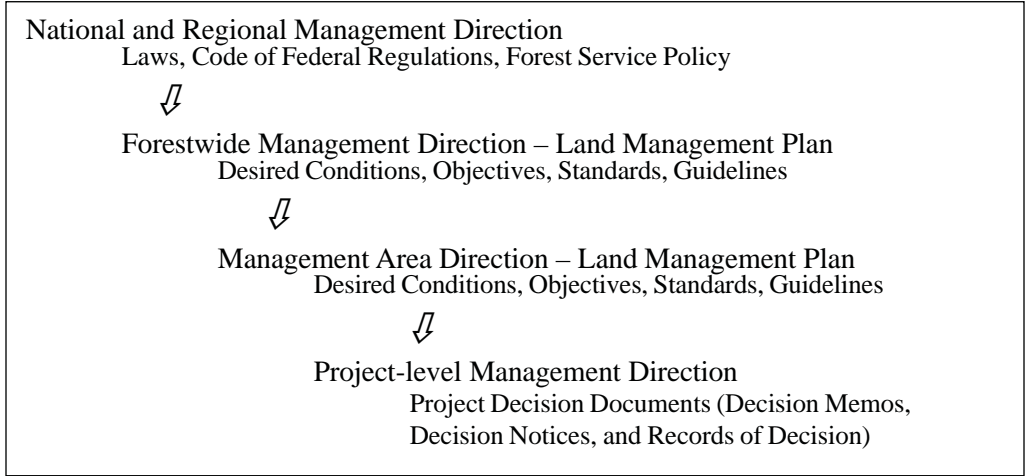 National and Regional Management Direction
Laws, Code of Federal Regulations, Forest Service Policy
⇩
Forestwide Management Direction – Land Management Plan
Desired Conditions, Objectives, Standards, Guidelines
⇩
Management Area Direction – Land Management Plan
Desired Conditions, Objectives, Standards, Guidelines
⇩
Project-level Management Direction
Project Decision Documents (Decision Memos,
Decision Notices, and Records of Decision)